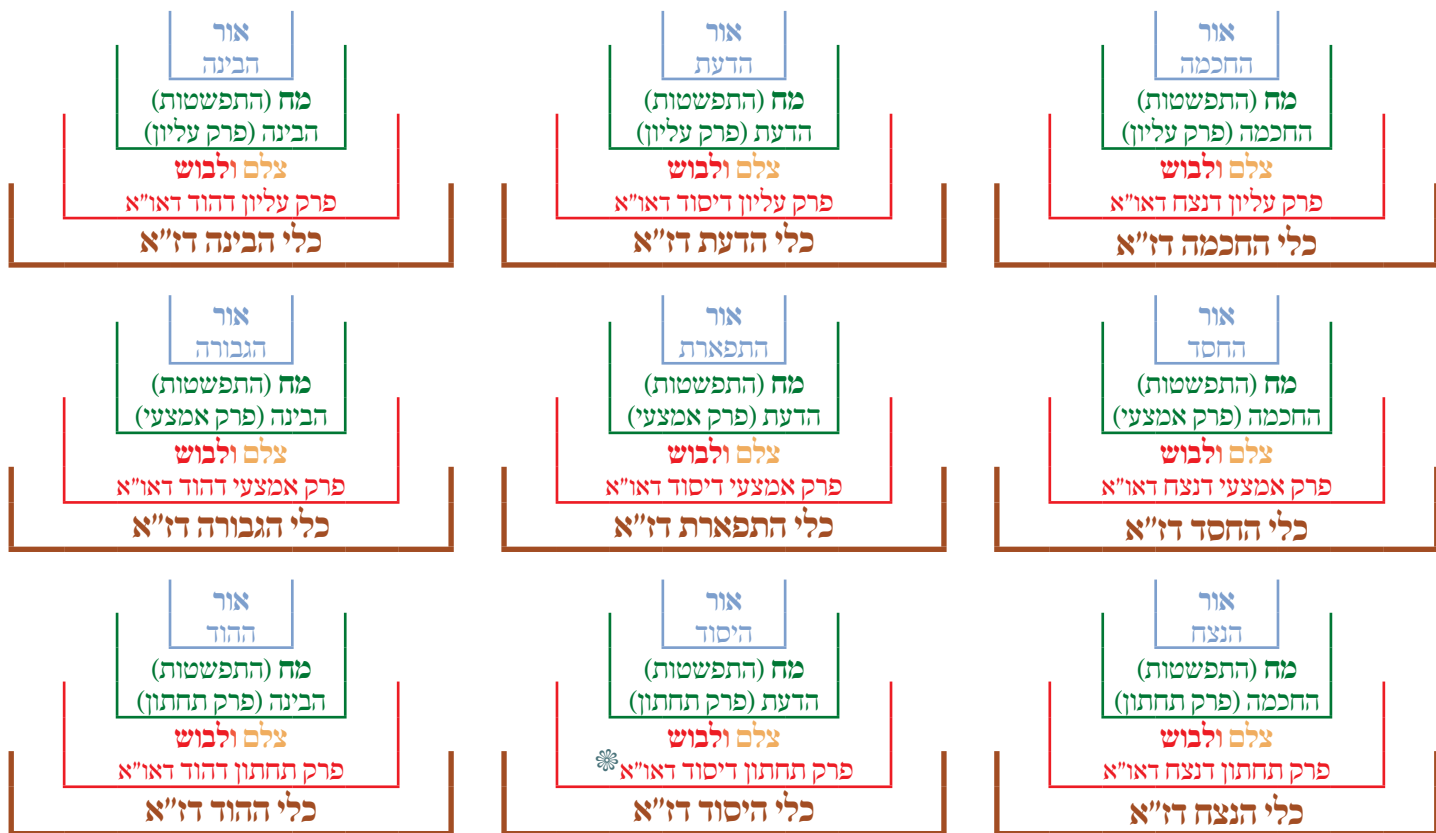 אור
החכמה
מח (התפשטות)
החכמה (פרק עליון)
צלם ולבוש
פרק עליון דנצח דאו"א
כלי החכמה דז"א
אור
הדעת
מח (התפשטות)
הדעת (פרק עליון)
צלם ולבוש
פרק עליון דיסוד דאו"א
כלי הדעת דז"א
אור
הבינה
מח (התפשטות)
הבינה (פרק עליון)
צלם ולבוש
פרק עליון דהוד דאו"א
כלי הבינה דז"א
אור
החסד
מח (התפשטות)
החכמה (פרק אמצעי)
צלם ולבוש
פרק אמצעי דנצח דאו"א
כלי החסד דז"א
אור
התפארת
מח (התפשטות)
הדעת (פרק אמצעי)
צלם ולבוש
פרק אמצעי דיסוד דאו"א
כלי התפארת דז"א
אור
הגבורה
מח (התפשטות)
הבינה (פרק אמצעי)
צלם ולבוש
פרק אמצעי דהוד דאו"א
כלי הגבורה דז"א
אור
הנצח
מח (התפשטות)
החכמה (פרק תחתון)
צלם ולבוש
פרק תחתון דנצח דאו"א
כלי הנצח דז"א
אור
היסוד
מח (התפשטות)
הדעת (פרק תחתון)
צלם ולבוש
פרק תחתון דיסוד דאו"א
כלי היסוד דז"א
אור
ההוד
מח (התפשטות)
הבינה (פרק תחתון)
צלם ולבוש
פרק תחתון דהוד דאו"א
כלי ההוד דז"א